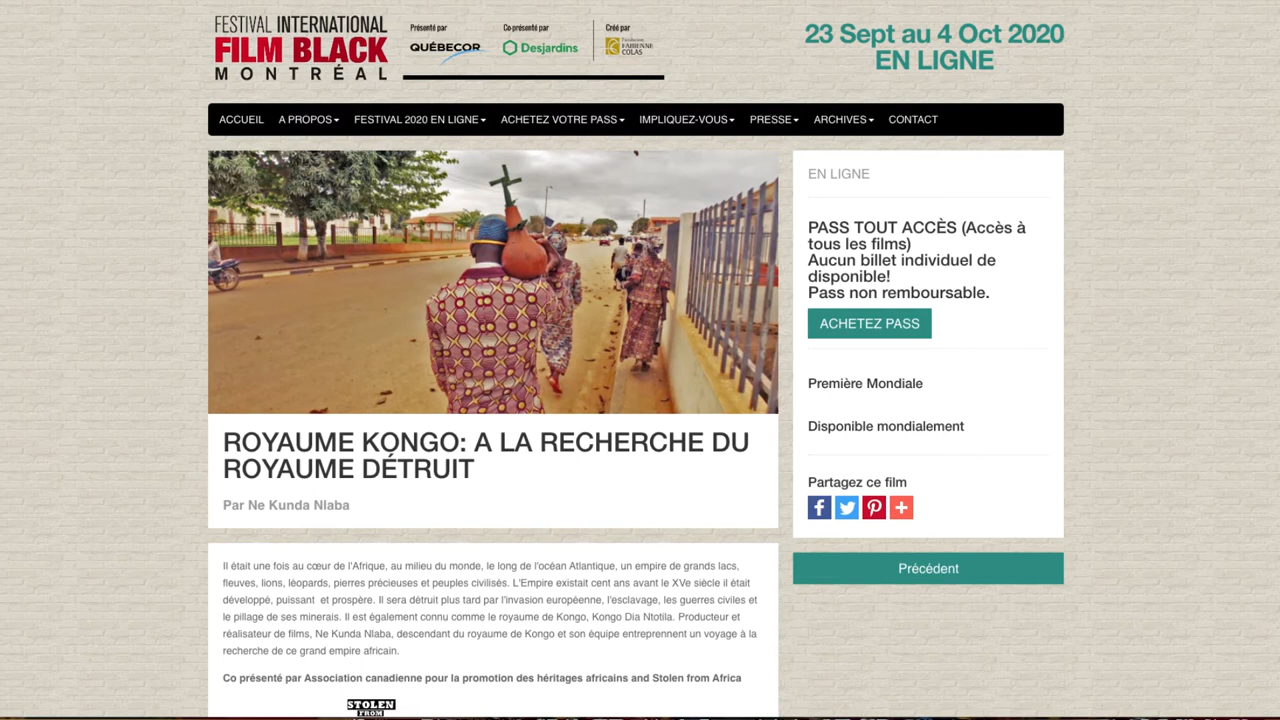 FESTIVAL INTERNATIONAL
FILM BLACK
MONTRÉAL
Présenté par
QUÉBECOR
Co-présenté par
Desjardins
Créé par
Fondation
FABIENNE
COLAS
23 Sept au 4 Oct 2020
EN LIGNE
ACCUEIL A PROPOS FESTIVAL 2020 EN LIGNE ACHETEZ VOTRE PASS IMPLIQUEZ-VOUS PRESSE ARCHIVES CONTACT
ROYAUME KONGO: A LA RECHERCHE DU
ROYAUME DÉTRUIT
Par Ne Kunda Nlaba
Il était une fois au cœur de l'Afrique, au milieu du monde, le long de l'océan Atlantique, un empire de grands lacs,
fleuves, lions, léopards, pierres précieuses et peuples civilisés. L'Empire existait cent ans avant le XVe siècle il était
développé, puissant et prospère. Il sera détruit plus tard par l'invasion européenne, l'esclavage, les guerres civiles et
le pillage de ses minerais. Il est également connu comme le royaume de Kongo, Kongo Dia Ntotila. Producteur et
réalisateur de films, Ne Kunda Nlaba, descendant du royaume de Kongo et son équipe entreprennent un voyage à la
recherche de ce grand empire africain.
Co présenté par Association canadienne pour la promotion des héritages africains and Stolen from Africa
STOLEN
FROM
EN LIGNE
PASS TOUT ACCÈS (Accès à
tous les films)
Aucun billet individuel de
disponible!
Pass non remboursable.
ACHETEZ PASS
Première Mondiale
Disponible mondialement
Partagez ce film
Précédent